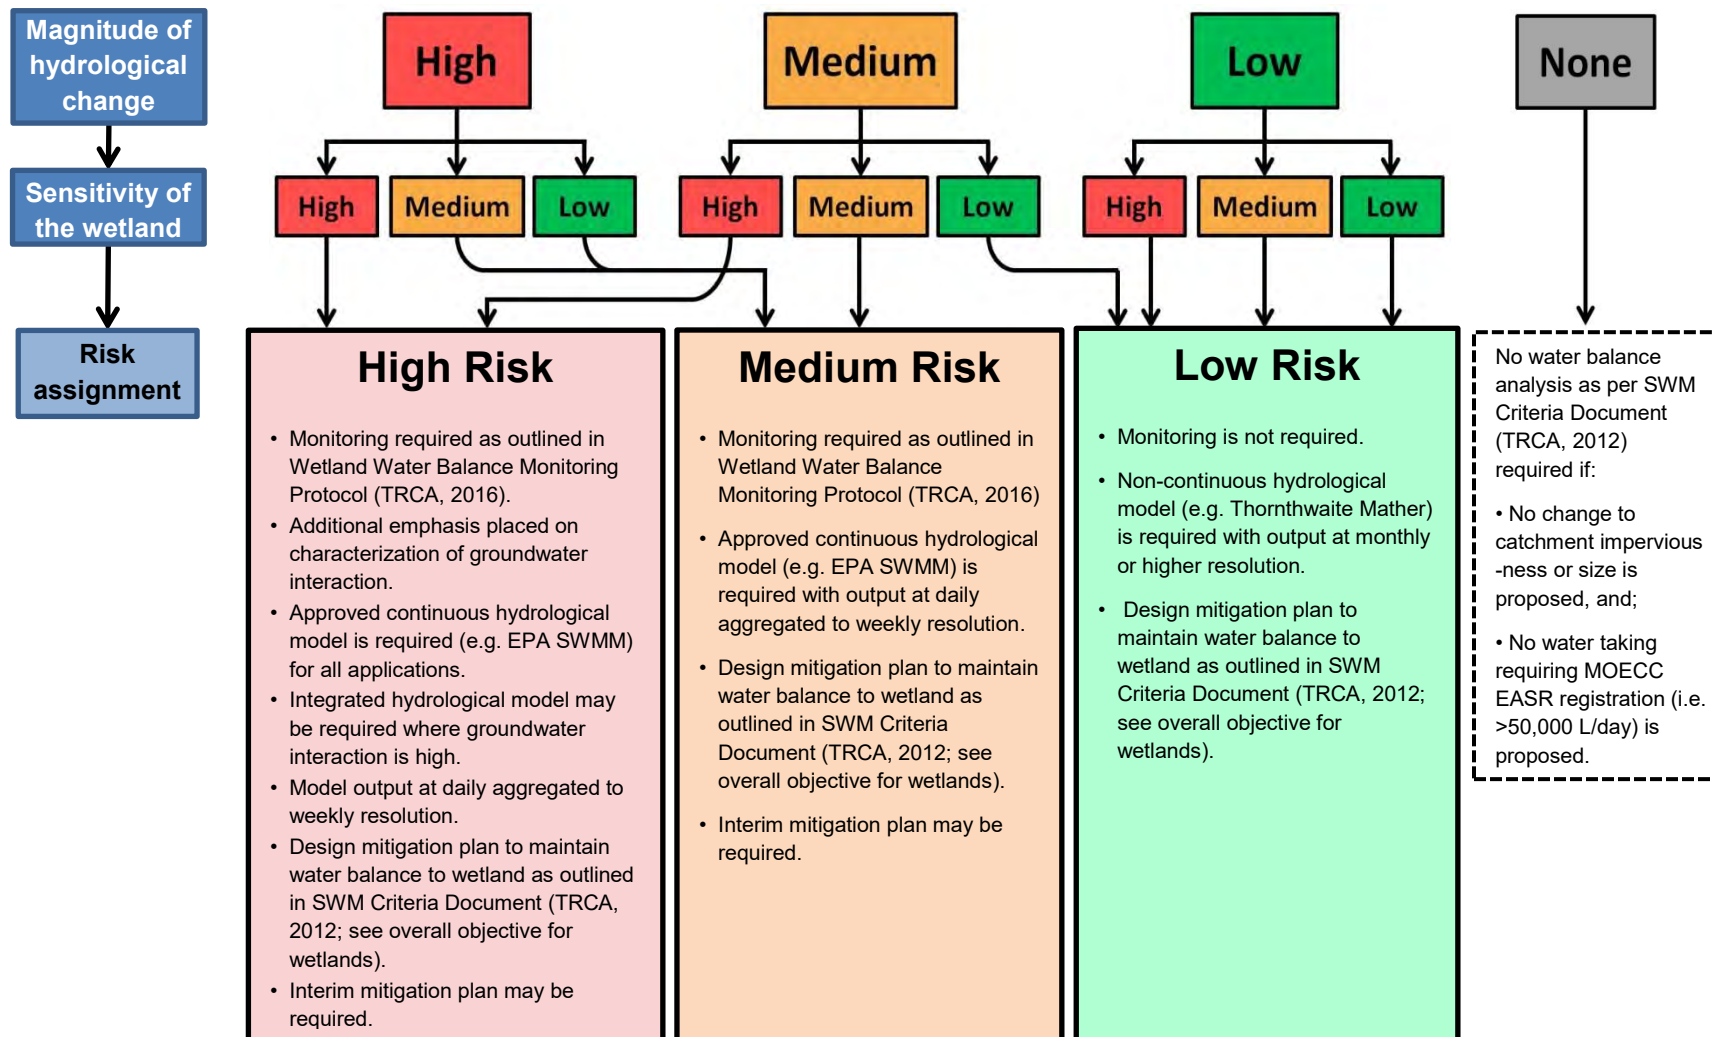 Magnitude of
hydrological
change
High
Medium
Low
None
Sensitivity of
the wetland
High
Medium
Low
High
Medium
Low
High
Medium
Low
Risk
assignment
High Risk
• Monitoring required as outlined in
Wetland Water Balance Monitoring
Protocol (TRCA, 2016).
• Additional emphasis placed on
characterization of groundwater
interaction.
• Approved continuous hydrological
model is required (e.g. EPA SWMM)
for all applications.
• Integrated hydrological model may
be required where groundwater
interaction is high.
• Model output at daily aggregated to
weekly resolution.
• Design mitigation plan to maintain
water balance to wetland as outlined
in SWM Criteria Document (TRCA,
2012; see overall objective for
wetlands).
• Interim mitigation plan may be
required.
Medium Risk
• Monitoring required as outlined in
Wetland Water Balance
Monitoring Protocol (TRCA, 2016)
• Approved continuous hydrological
model (e.g. EPA SWMM) is
required with output at daily
aggregated to weekly resolution.
• Design mitigation plan to maintain
water balance to wetland as
outlined in SWM Criteria
Document (TRCA, 2012; see
overall objective for wetlands).
• Interim mitigation plan may be
required.
Low Risk
• Monitoring is not required.
• Non-continuous hydrological
model (e.g. Thornthwaite Mather)
is required with output at monthly
or higher resolution.
• Design mitigation plan to
maintain water balance to
wetland as outlined in SWM
Criteria Document (TRCA, 2012;
see overall objective for
wetlands).
No water balance
analysis as per SWM
Criteria Document
(TRCA, 2012)
required if:
• No change to
catchment impervious
-ness or size is
proposed, and;
• No water taking
requiring MOECC
EASR registration (i.e.
>50,000 L/day) is
proposed.